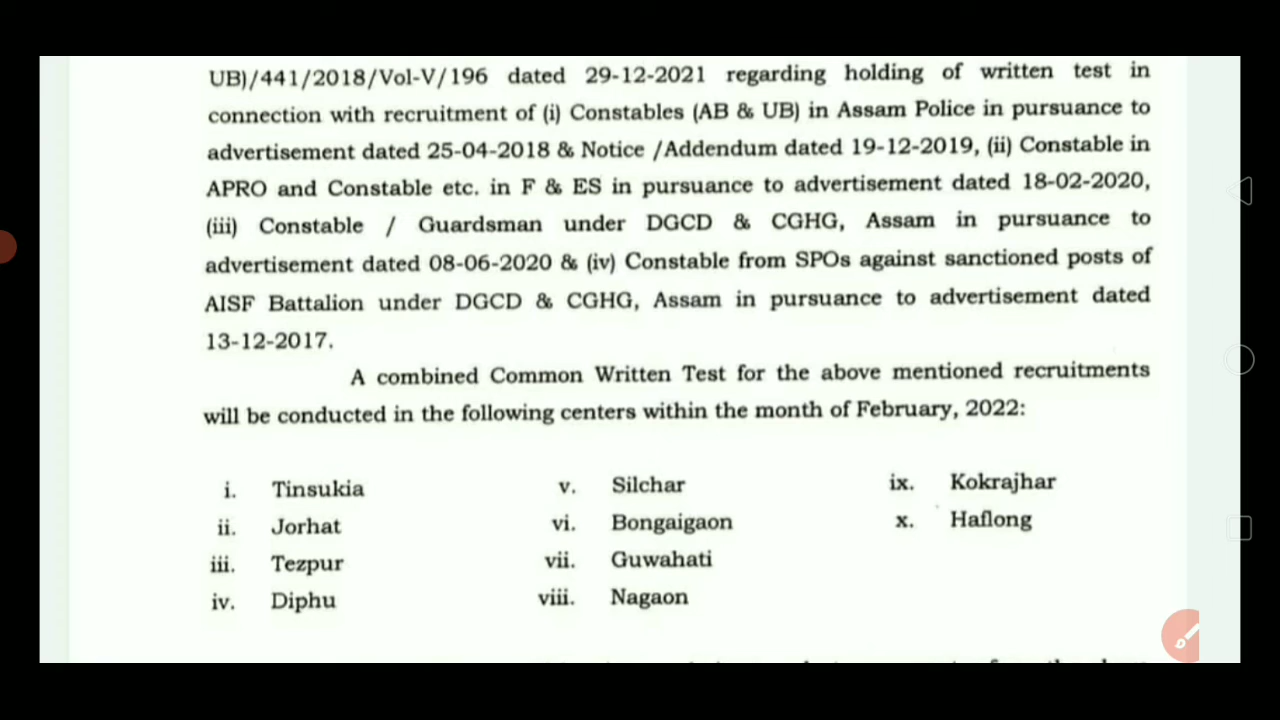 UB)/441/2018/Vol-V/196 dated 29-12-2021 regarding holding of written test in
connection with recruitment of (i) Constables (AB & UB) in Assam Police in pursuance to
advertisement dated 25-04-2018 & Notice /Addendum dated 19-12-2019, (ii) Constable in
APRO and Constable etc. in F & ES in pursuance to advertisement dated 18-02-2020,
(iii) Constable / Guardsman under DGCD & CGHG, Assam in pursuance to
advertisement dated 08-06-2020 & (iv) Constable from SPOs against sanctioned posts of
AISF Battalion under DGCD & CGHG, Assam in pursuance to advertisement dated
13-12-2017.
A combined Common Written Test for the above mentioned recruitments
will be conducted in the following centers within the month of February, 2022:
i. Tinsukia
ii. Jorhat
iii. Tezpur
iv. Diphu
v. Silchar
vi. Bongaigaon
vii. Guwahati
viii. Nagaon
ix. Kokrajhar
x. Haflong